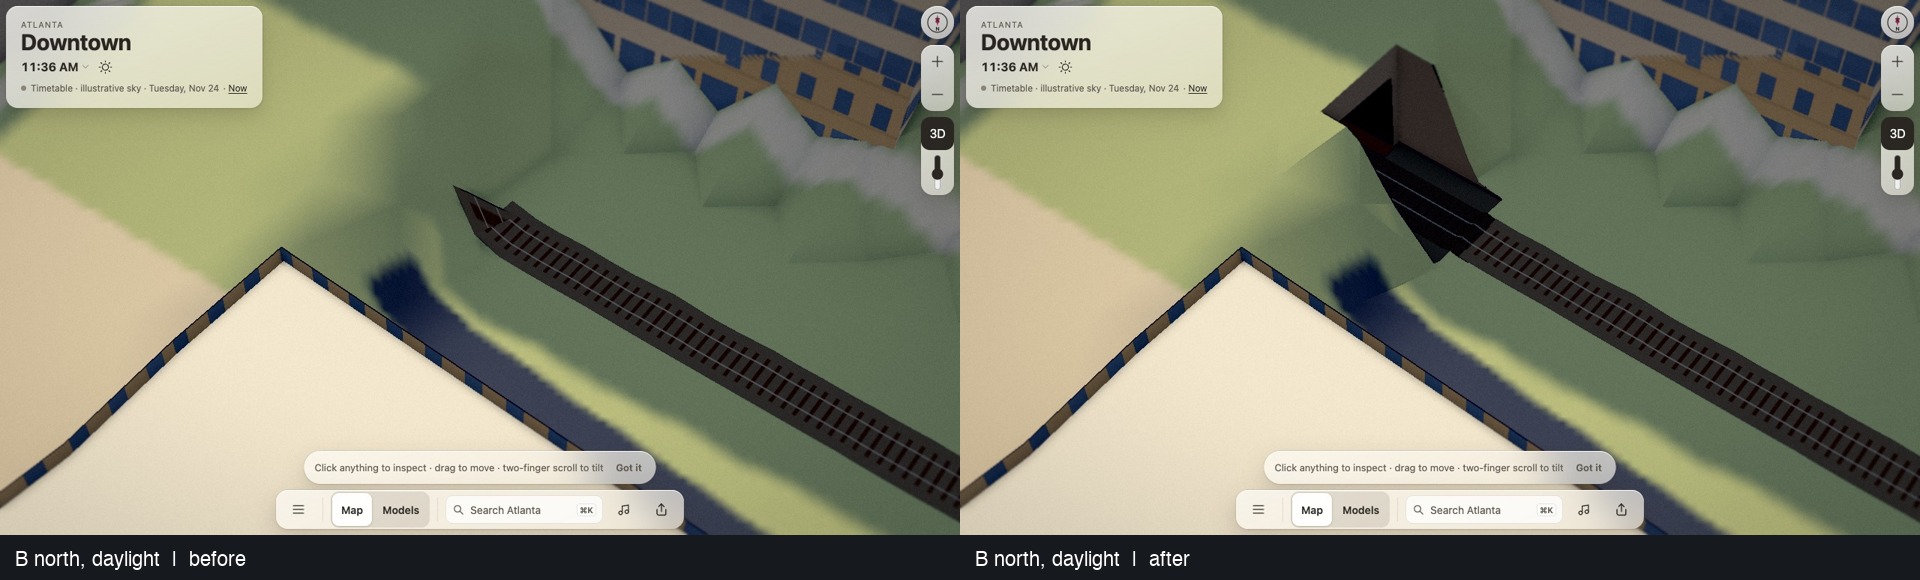 ATLANTA
Downtown
11:36 AM
Timetable · illustrative sky · Tuesday, Nov 24 · Now
N
+
−
3D
Click anything to inspect · drag to move · two-finger scroll to tilt Got it
Map Models Search Atlanta ⌘K
B north, daylight | before
ATLANTA
Downtown
11:36 AM
Timetable · illustrative sky · Tuesday, Nov 24 · Now
N
+
−
3D
Click anything to inspect · drag to move · two-finger scroll to tilt Got it
Map Models Search Atlanta ⌘K
B north, daylight | after